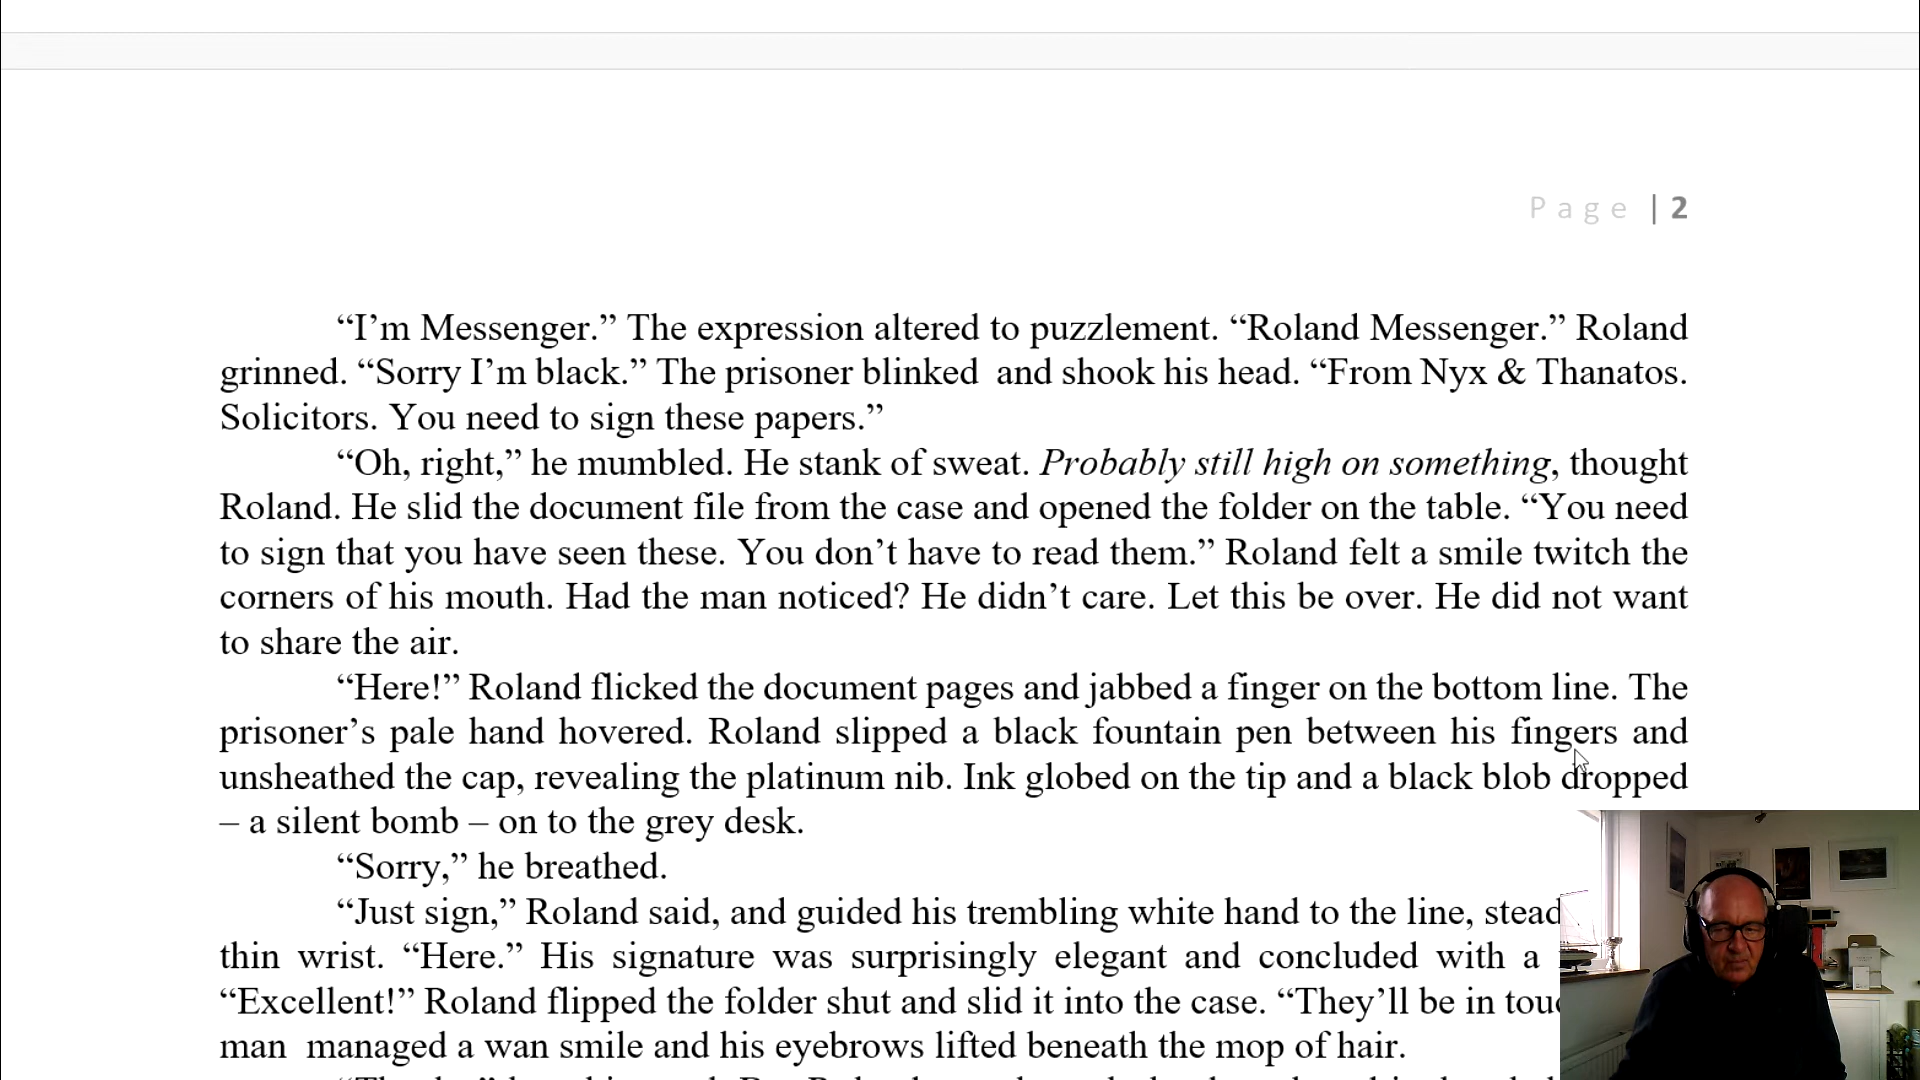 Page | 2
“I’m Messenger.” The expression altered to puzzlement. “Roland Messenger.” Roland
grinned. “Sorry I’m black.” The prisoner blinked  and shook his head. “From Nyx & Thanatos.
Solicitors. You need to sign these papers.”
“Oh, right,” he mumbled. He stank of sweat. Probably still high on something, thought
Roland. He slid the document file from the case and opened the folder on the table. “You need
to sign that you have seen these. You don’t have to read them.” Roland felt a smile twitch the
corners of his mouth. Had the man noticed? He didn’t care. Let this be over. He did not want
to share the air.
“Here!” Roland flicked the document pages and jabbed a finger on the bottom line. The
prisoner’s pale hand hovered. Roland slipped a black fountain pen between his fingers and
unsheathed the cap, revealing the platinum nib. Ink globed on the tip and a black blob dropped
– a silent bomb – on to the grey desk.
“Sorry,” he breathed.
“Just sign,” Roland said, and guided his trembling white hand to the line,
thin wrist. “Here.” His signature was surprisingly elegant and concluded with a
“Excellent!” Roland flipped the folder shut and slid it into the case. “They’ll be in
man  managed a wan smile and his eyebrows lifted beneath the mop of hair.